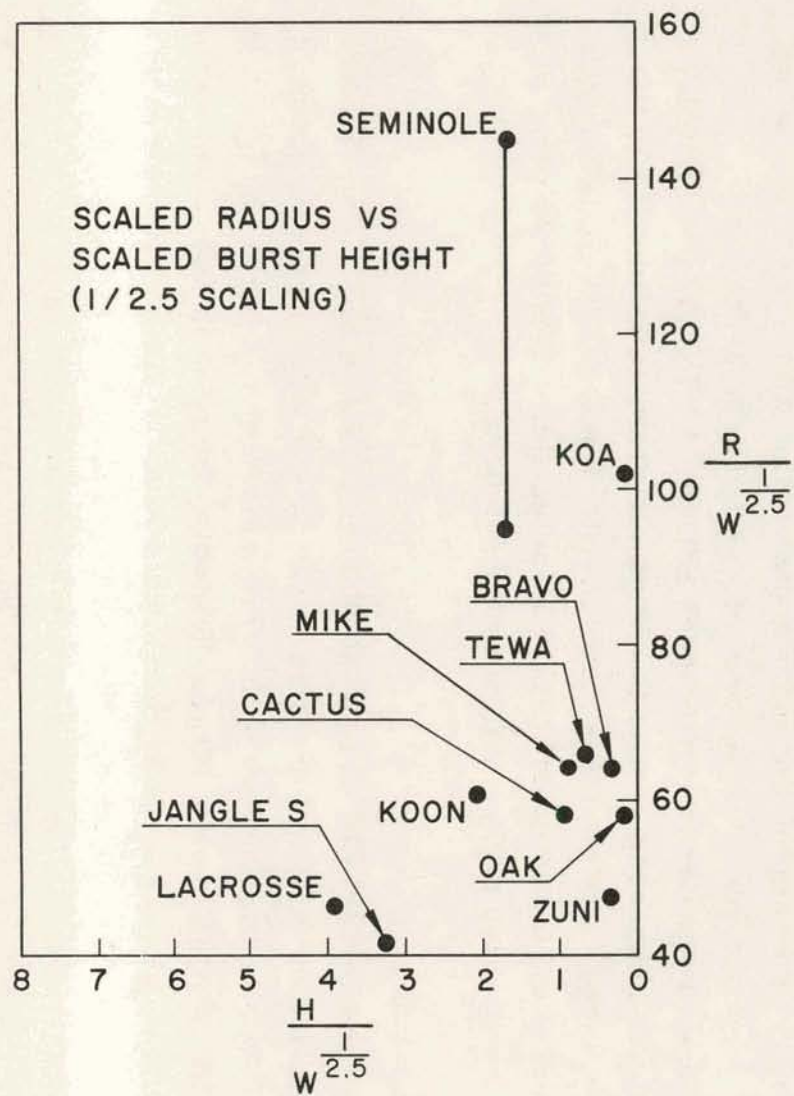 160
SEMINOLE
140
SCALED RADIUS VS
SCALED BURST HEIGHT
(1/2.5 SCALING)
120
KOA
R
W 1/2.5
100
BRAVO
MIKE
TEWA
80
CACTUS
JANGLE S
KOON
60
OAK
LACROSSE
ZUNI
40
8 7 6 5 4 3 2 1 0
H
W 1/2.5